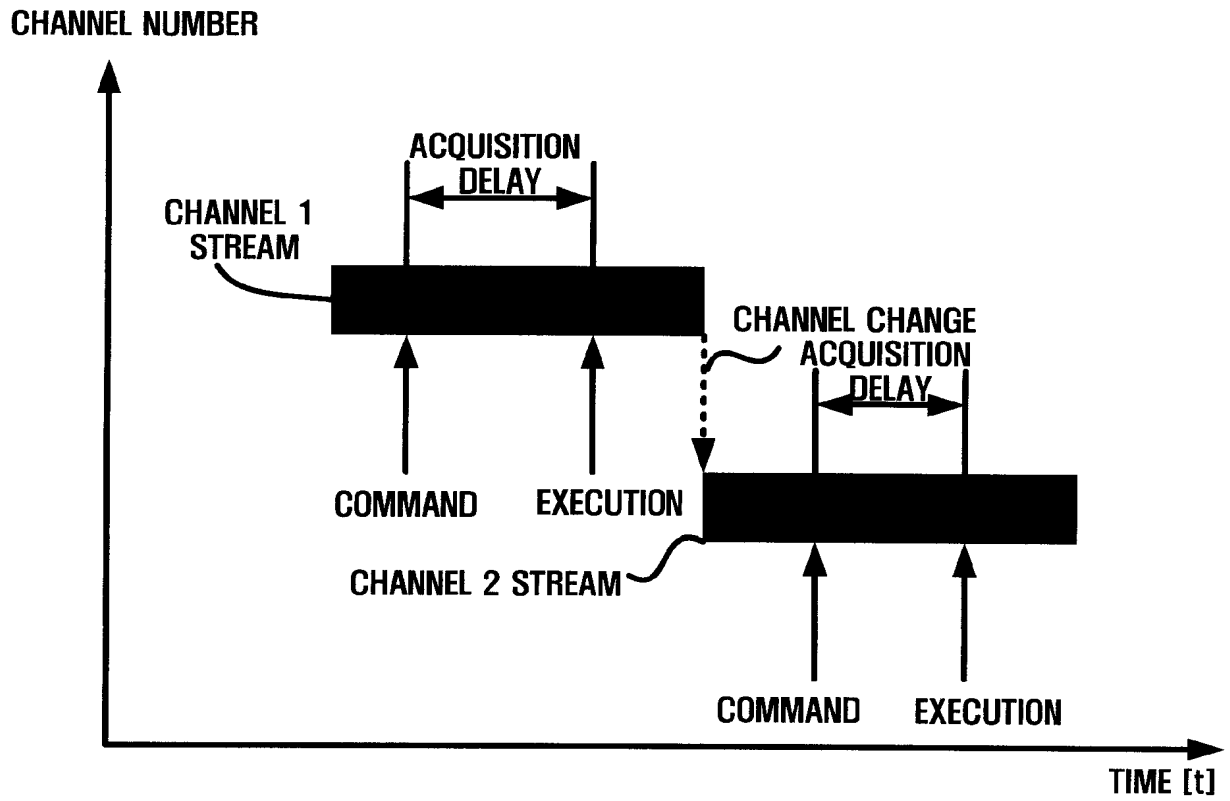 CHANNEL NUMBER
ACQUISITION
DELAY
CHANNEL 1
STREAM
CHANNEL CHANGE
ACQUISITION
DELAY
COMMAND
EXECUTION
CHANNEL 2 STREAM
COMMAND
EXECUTION
TIME [t]